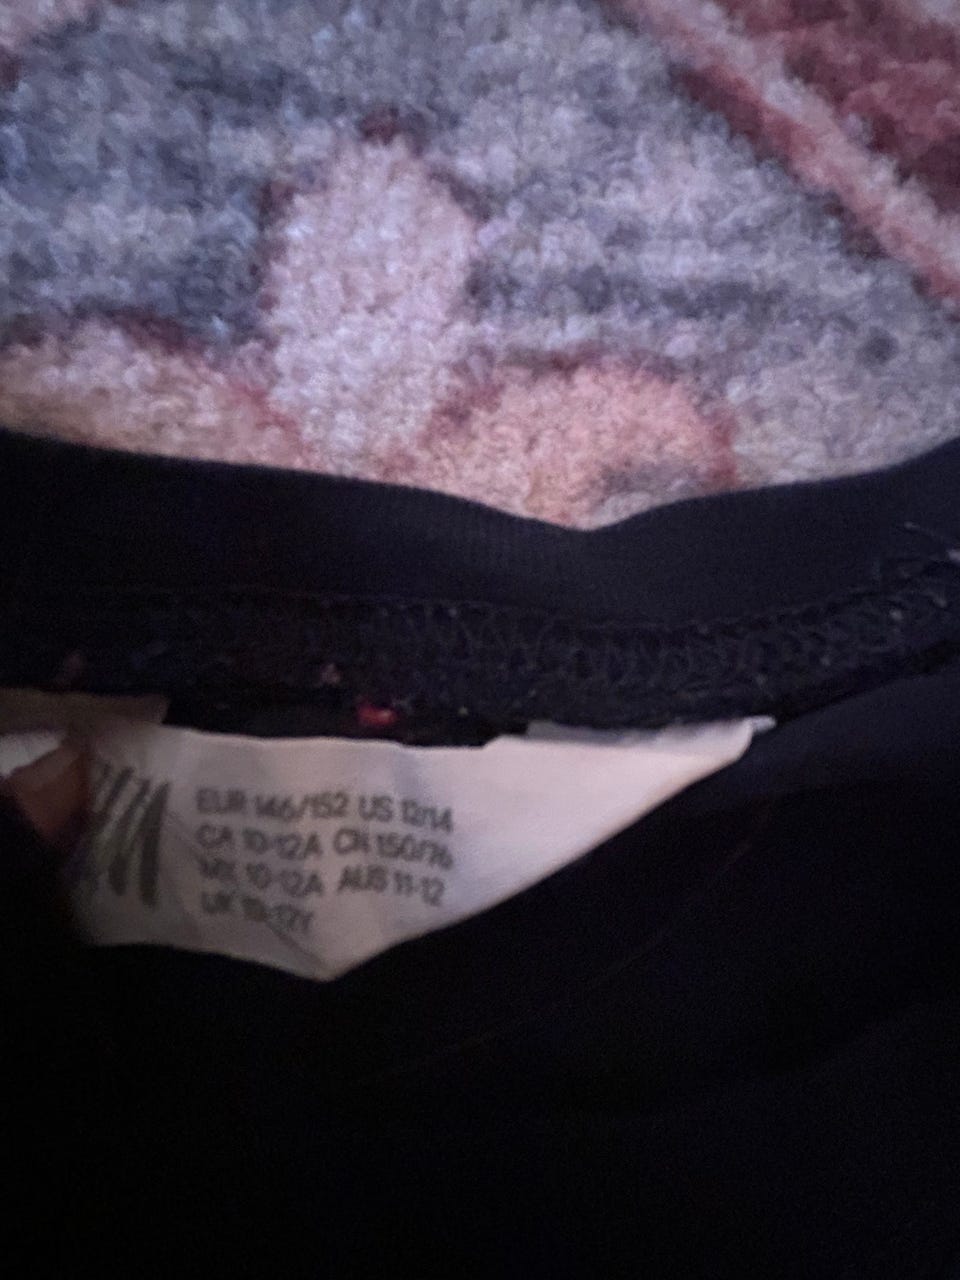 EUR 146/152 US 12/14
CA 10-12A CN 150/76
MX 10-12A AUS 11-12
UK 10-12Y